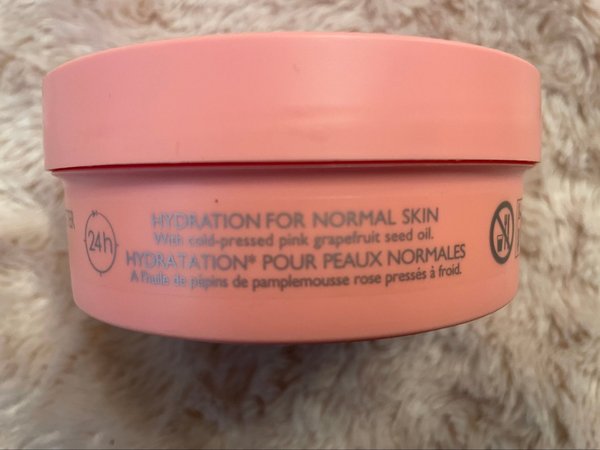 24h
HYDRATION FOR NORMAL SKIN
With cold-pressed pink grapefruit seed oil.
HYDRATATION* POUR PEAUX NORMALES
A l'huile de pépins de pamplemousse rose pressés à froid.